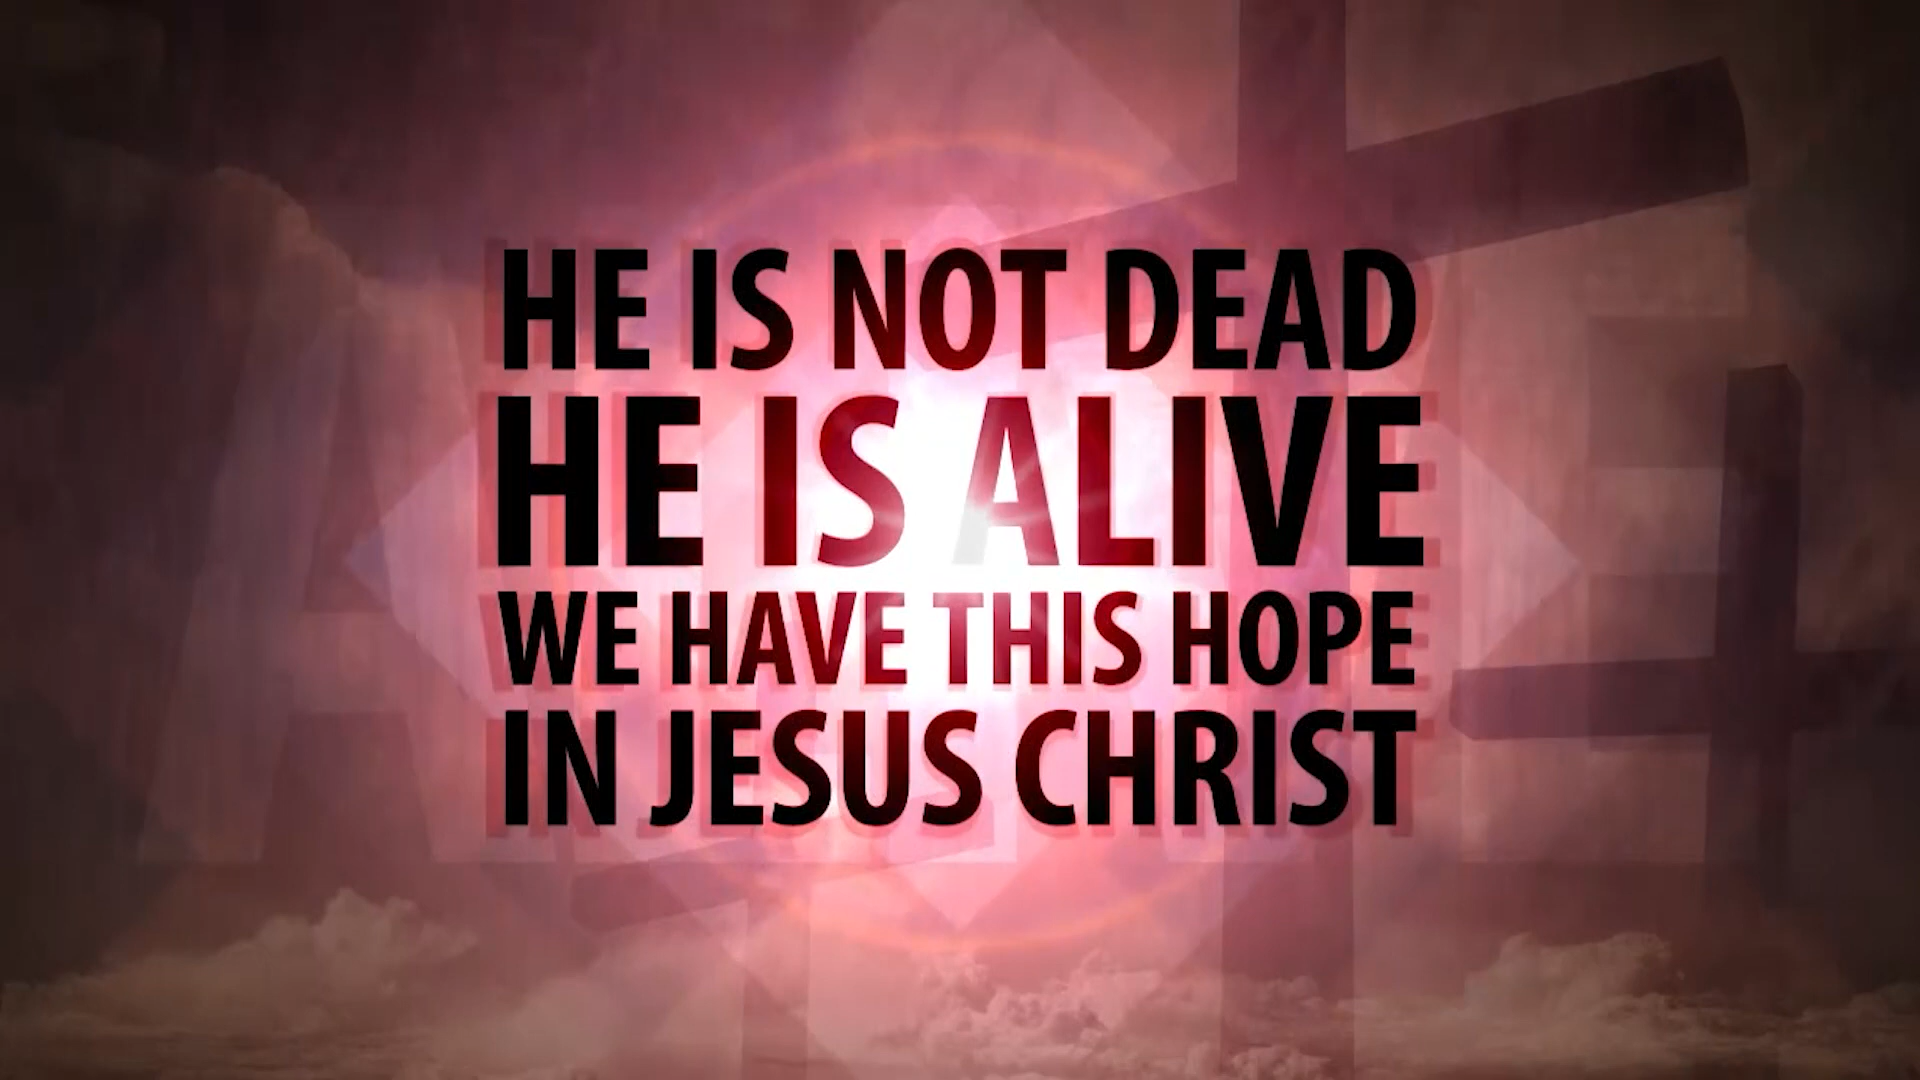 HE IS NOT DEAD
HE IS ALIVE
WE HAVE THIS HOPE
IN JESUS CHRIST